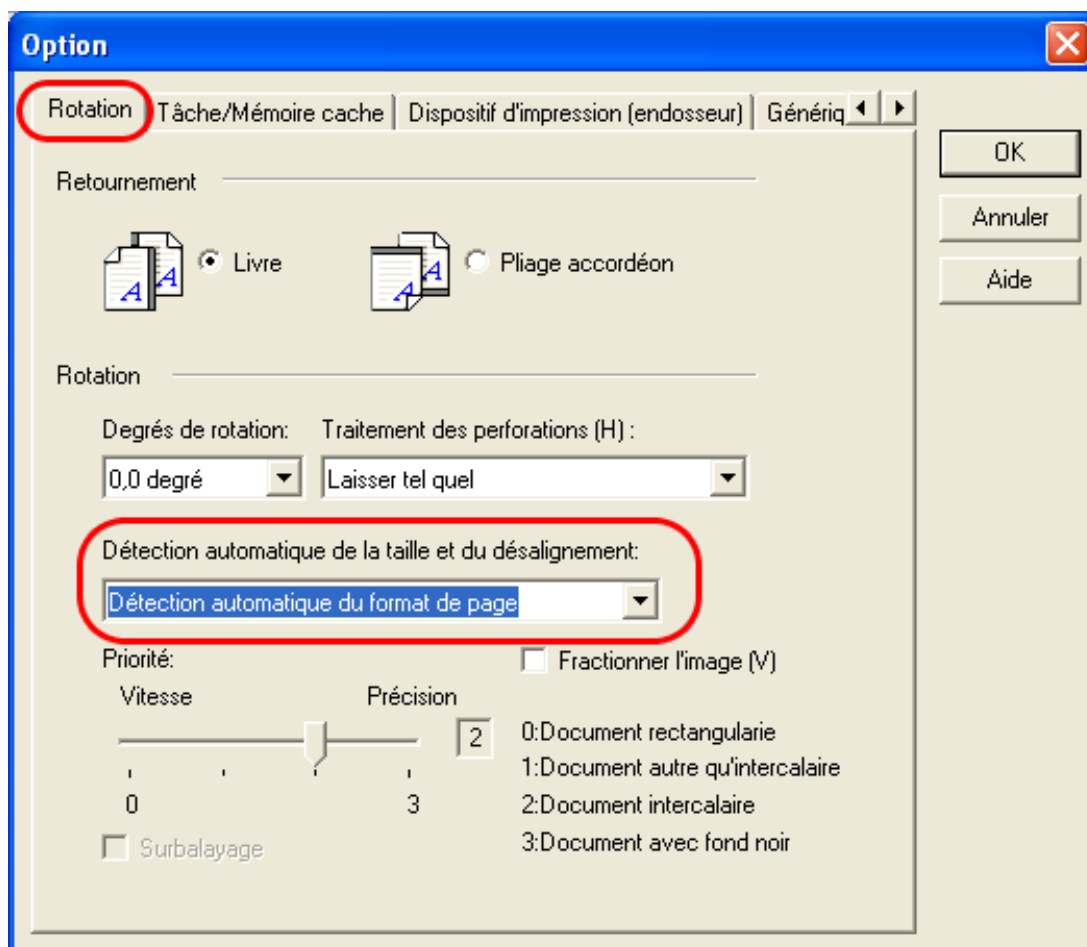 Option
Rotation Tâche/Mémoire cache Dispositif d'impression (endosseur) Génériq
OK
Retournement
Annuler
A A Livre A A Pliage accordéon
Aide
Rotation
Degrés de rotation: Traitement des perforations (H) :
0,0 degré Laisser tel quel
Détection automatique de la taille et du désalignement:
Détection automatique du format de page
Priorité: Fractionner l'image (V)
Vitesse Précision
2 0:Document rectangularie
1:Document autre qu'intercalaire
0 3 2:Document intercalaire
Surbalayage 3:Document avec fond noir